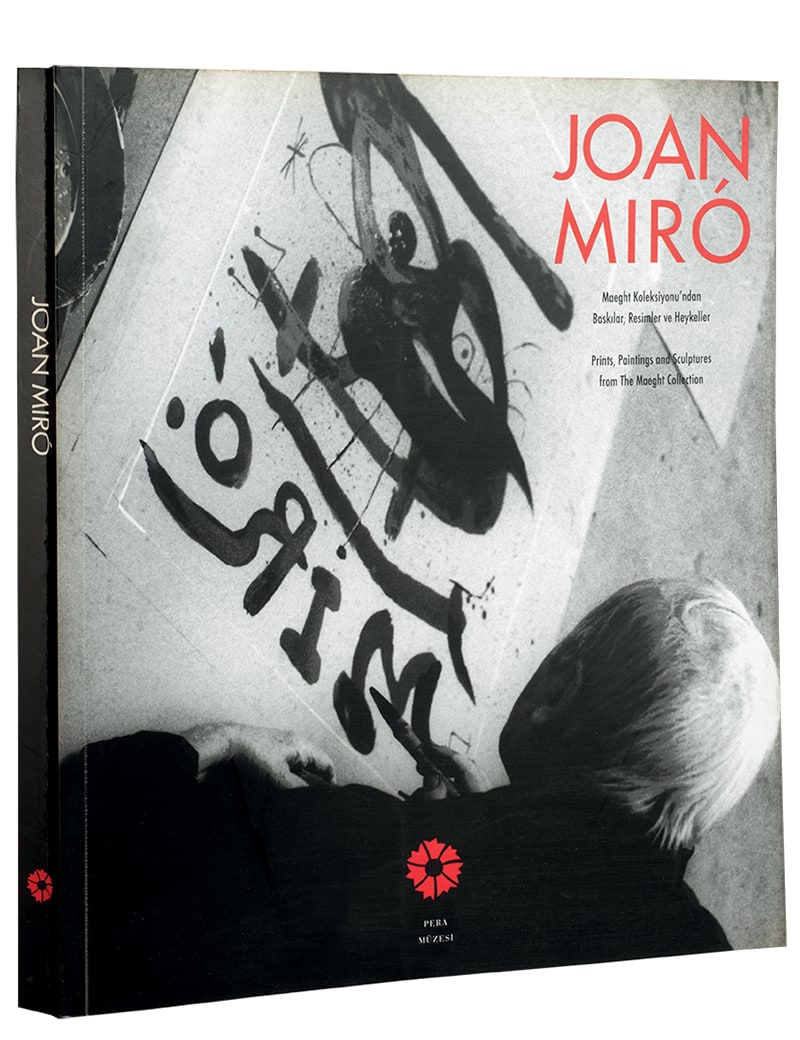 JOAN MIRÓ
JOAN
MIRÓ
Maeght Koleksiyonu'ndan
Baskılar, Resimler ve Heykeller
Prints, Paintings and Sculptures
from The Maeght Collection
PERA
MÜZESİ